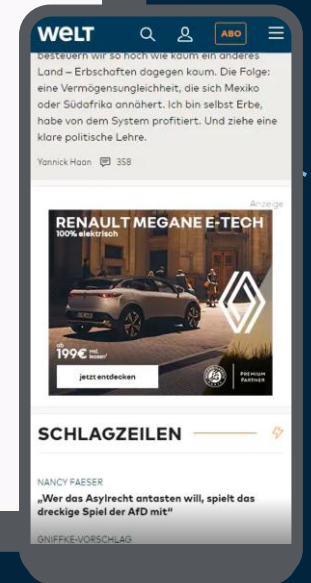 WELT
ABO
besteuern wir so hoch wie kaum ein anderes
Land – Erbschaften dagegen kaum. Die Folge:
eine Vermögensungleichheit, die sich Mexiko
oder Südafrika annähert. Ich bin selbst Erbe,
habe von dem System profitiert. Und ziehe eine
klare politische Lehre.
Yannick Haan 358
Anzeige
RENAULT MEGANE E-TECH
100% elektrisch
ab
199€ mtl.
leasen¹
jetzt entdecken
PREMIUM
PARTNER
SCHLAGZEILEN
NANCY FAESER
„Wer das Asylrecht antasten will, spielt das
dreckige Spiel der AfD mit“
GNIFFKE-VORSCHLAG